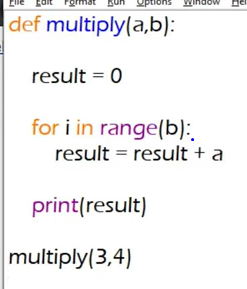 File Edit Format Run Options Window Help
def multiply(a,b):
result = 0
for i in range(b):
result = result + a
print(result)
multiply(3,4)